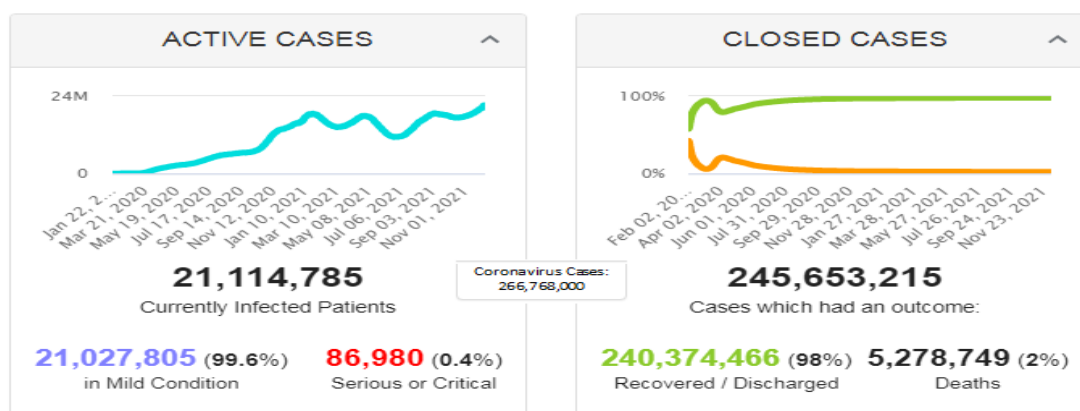 ACTIVE CASES
24M
0
Jan 22, 2...
Mar 21, 2020
May 19, 2020
Jul 17, 2020
Sep 14, 2020
Nov 12, 2020
Jan 10, 2021
Mar 10, 2021
May 08, 2021
Jul 06, 2021
Sep 03, 2021
Nov 01, 2021
21,114,785
Currently Infected Patients
21,027,805 (99.6%)
in Mild Condition
86,980 (0.4%)
Serious or Critical
Coronavirus Cases:
266,768,000
CLOSED CASES
100%
0%
Feb 02, 20...
Apr 02, 2020
Jun 01, 2020
Jul 31, 2020
Sep 29, 2020
Nov 28, 2020
Jan 27, 2021
Mar 28, 2021
May 27, 2021
Jul 26, 2021
Sep 24, 2021
Nov 23, 2021
245,653,215
Cases which had an outcome:
240,374,466 (98%)
Recovered / Discharged
5,278,749 (2%)
Deaths